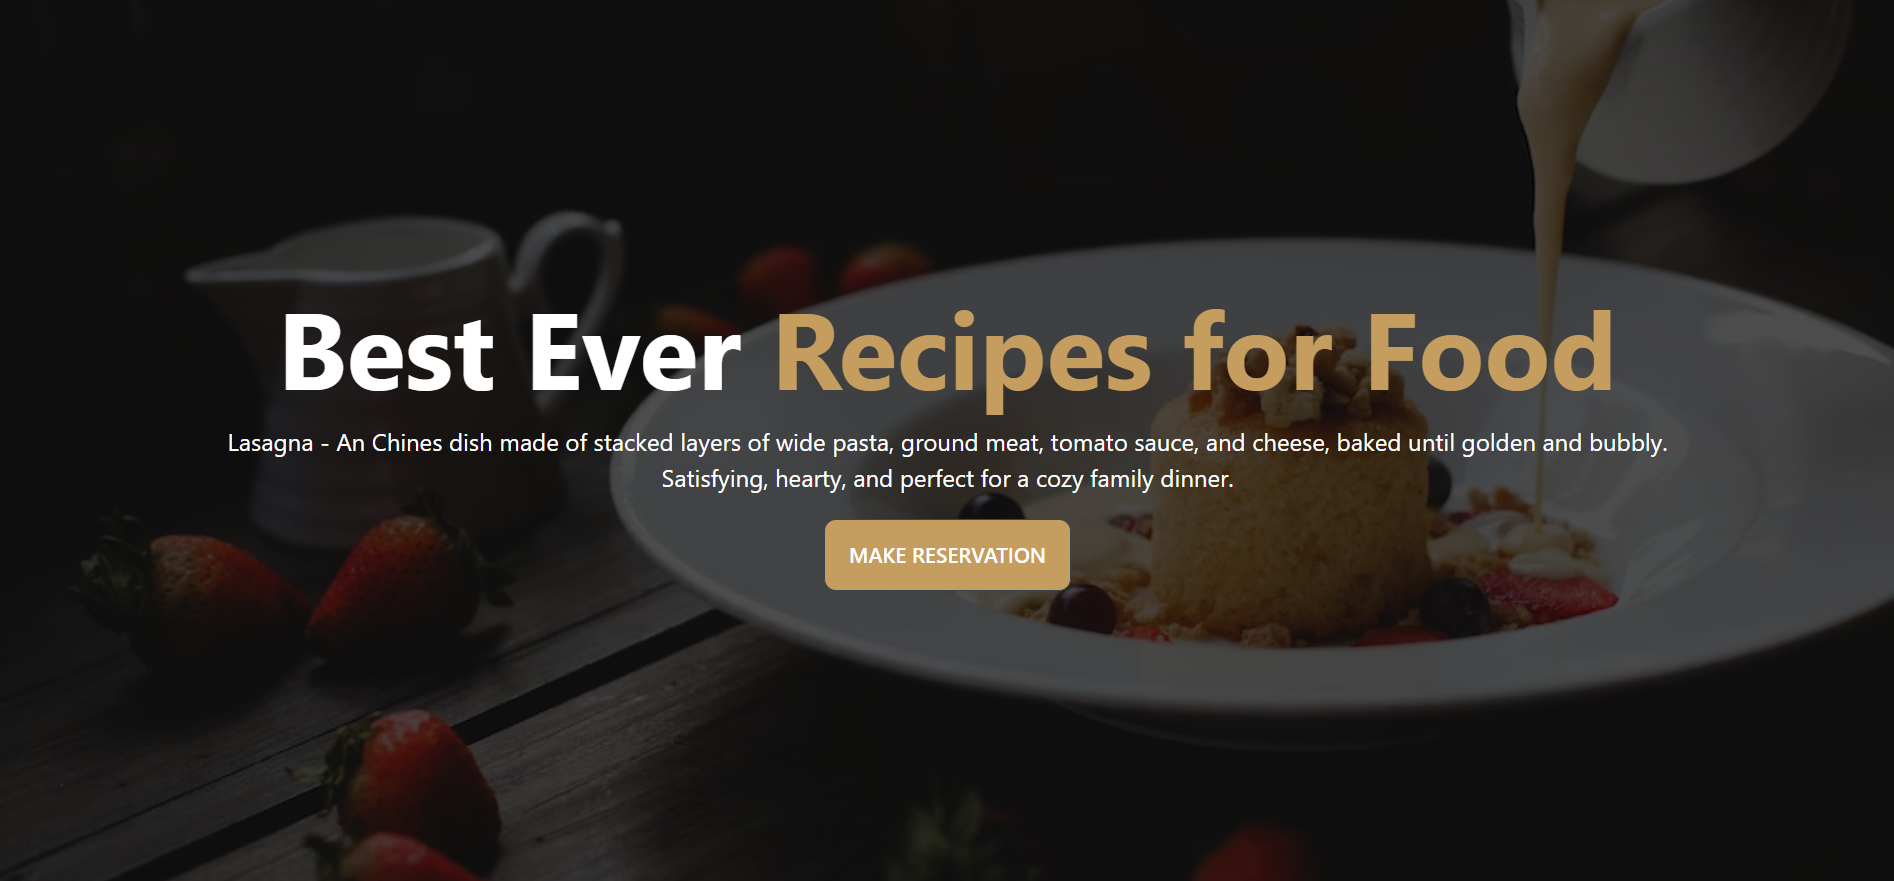 Best Ever Recipes for Food
Lasagna - An Chines dish made of stacked layers of wide pasta, ground meat, tomato sauce, and cheese, baked until golden and bubbly.
Satisfying, hearty, and perfect for a cozy family dinner.
MAKE RESERVATION